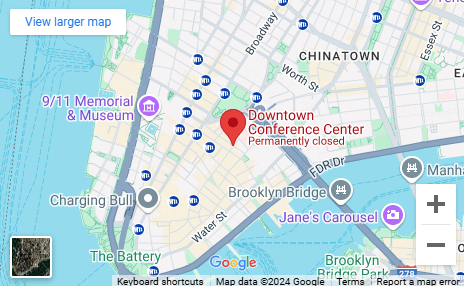 View larger map
Broadway
CHINATOWN
Essex St
Worth St
EA
9/11 Memorial
& Museum
Downtown
Conference Center
Permanently closed
FDR Dr
Manha
Brooklyn Bridge
Charging Bull
Water St
Jane's Carousel
The Battery
Google
Brooklyn
Bridge Park
278
Keyboard shortcuts Map data ©2024 Google Terms Report a map error